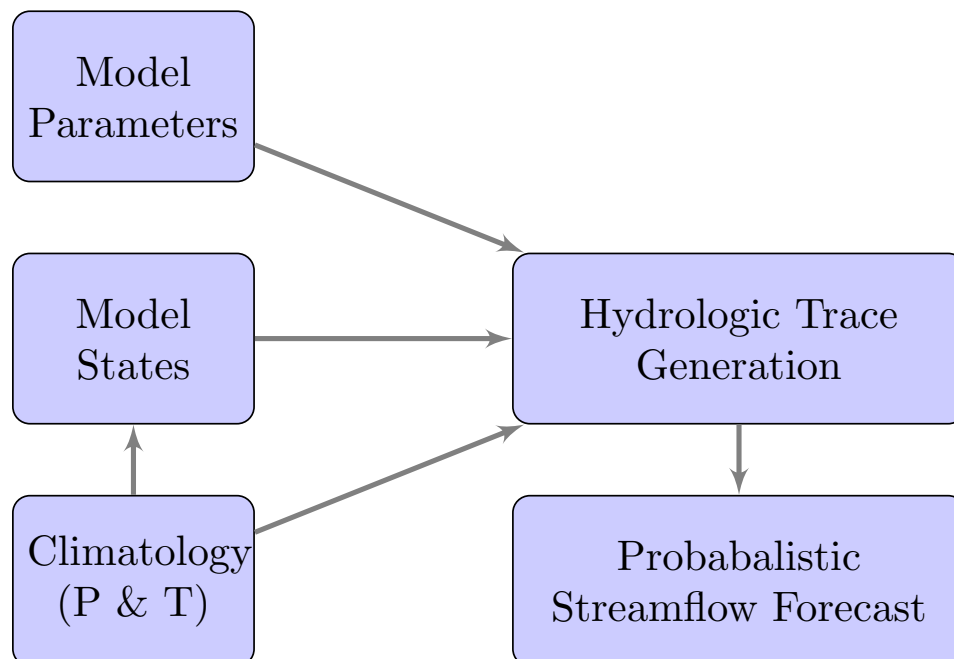 Model
Parameters
Model
States
Hydrologic Trace
Generation
Climatology
(P & T)
Probabalistic
Streamflow Forecast